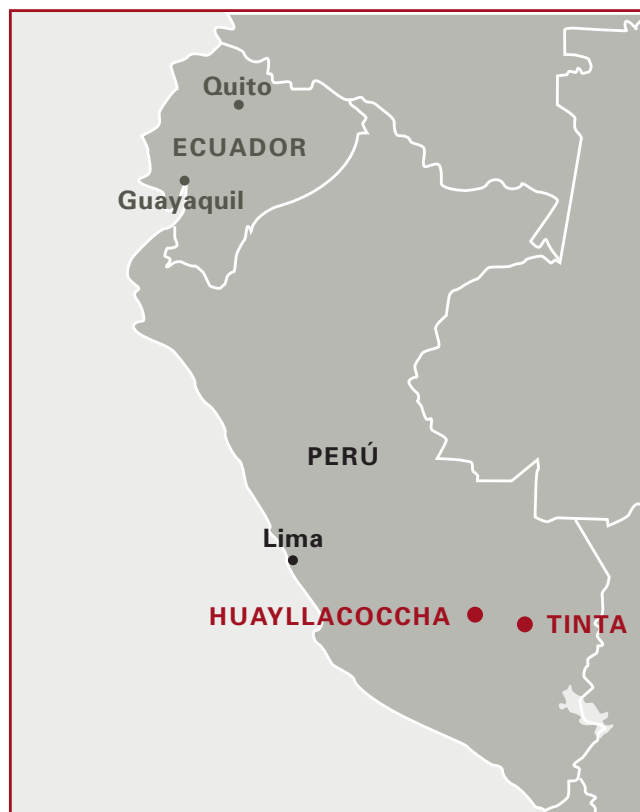 Quito
ECUADOR
Guayaquil
PERÚ
Lima
HUAYLLACOCCHA
TINTA